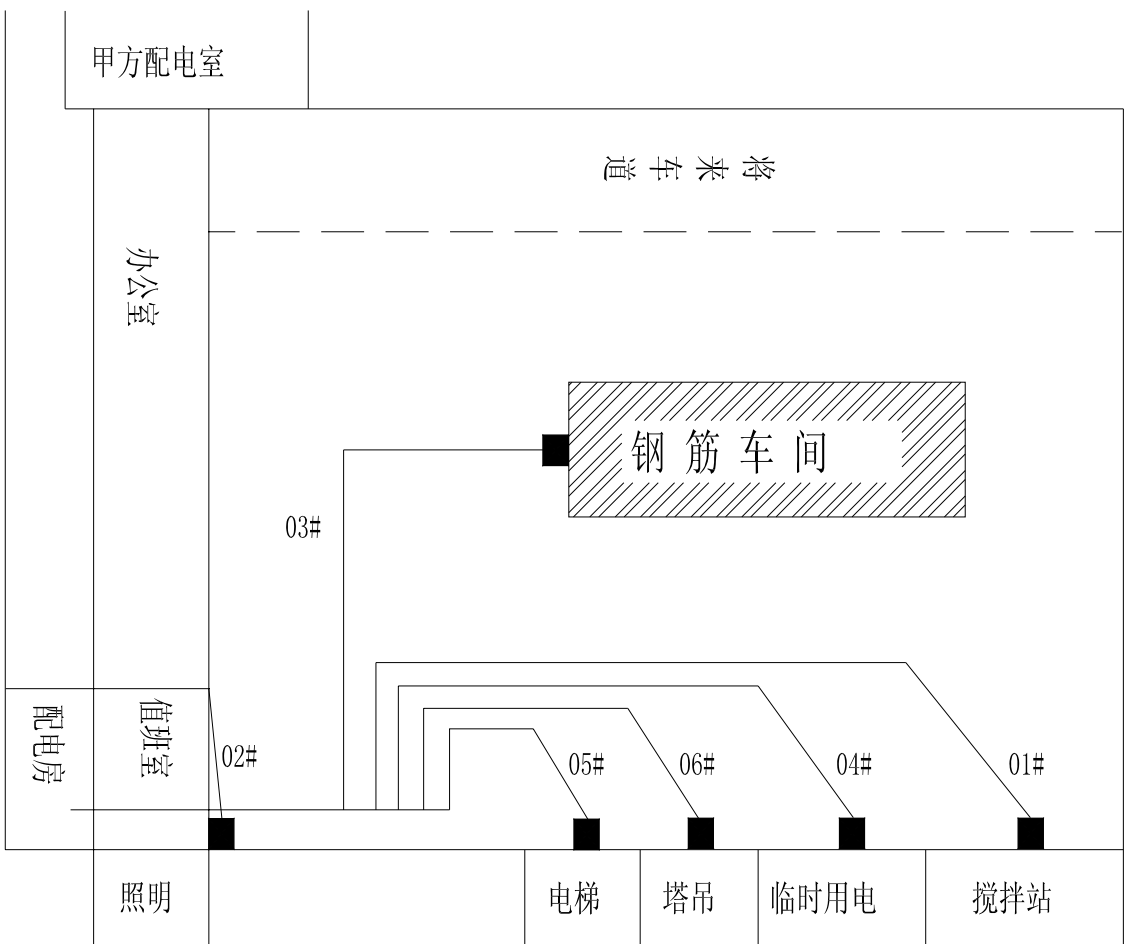 甲方配电室
将来车道
办公室
钢筋车间
03#
配电房
值班室
02#
05#
06#
04#
01#
照明
电梯
塔吊
临时用电
搅拌站